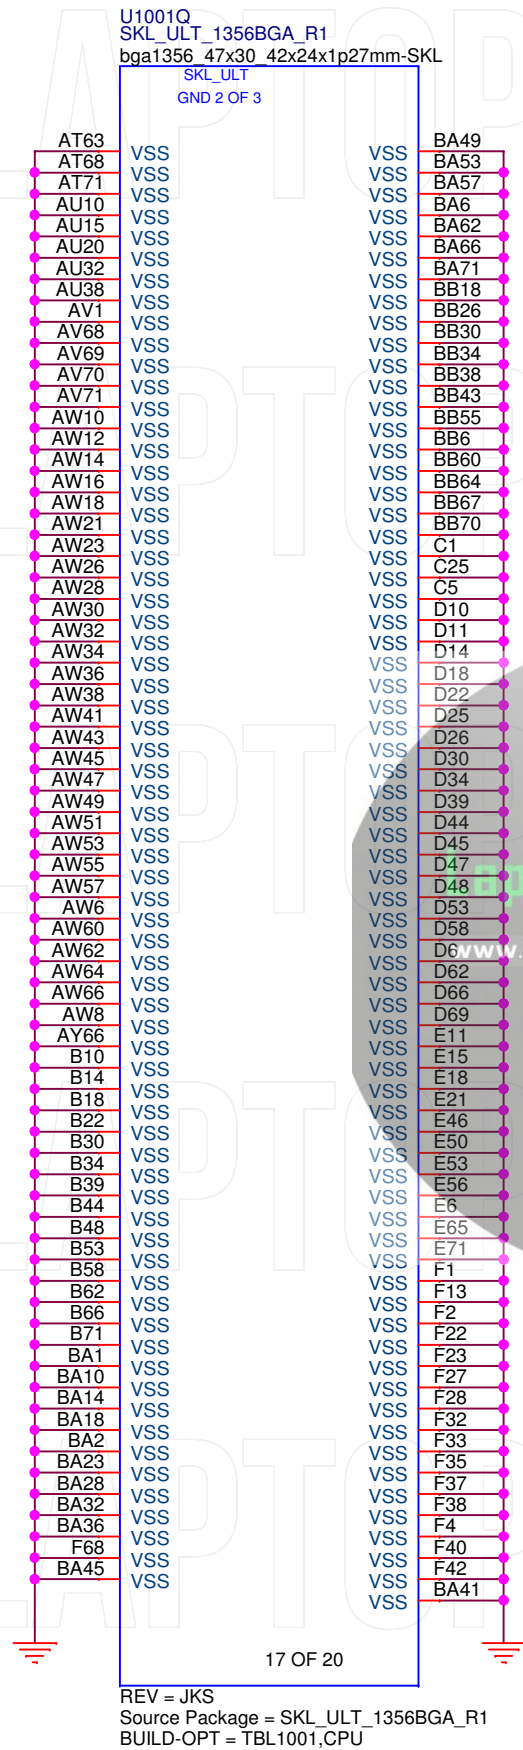 U1001Q
SKL_ULT_1356BGA_R1
bga1356_47x30_42x24x1p27mm-SKL
SKL_ULT
GND 2 OF 3
AT63 VSS VSS BA49
AT68 VSS VSS BA53
AT71 VSS VSS BA57
AU10 VSS VSS BA6
AU15 VSS VSS BA62
AU20 VSS VSS BA66
AU32 VSS VSS BA71
AU38 VSS VSS BB18
AV1 VSS VSS BB26
AV68 VSS VSS BB30
AV69 VSS VSS BB34
AV70 VSS VSS BB38
AV71 VSS VSS BB43
AW10 VSS VSS BB55
AW12 VSS VSS BB6
AW14 VSS VSS BB60
AW16 VSS VSS BB64
AW18 VSS VSS BB67
AW21 VSS VSS BB70
AW23 VSS VSS C1
AW26 VSS VSS C25
AW28 VSS VSS C5
AW30 VSS VSS D10
AW32 VSS VSS D11
AW34 VSS VSS D14
AW36 VSS VSS D18
AW38 VSS VSS D22
AW41 VSS VSS D25
AW43 VSS VSS D26
AW45 VSS VSS D30
AW47 VSS VSS D34
AW49 VSS VSS D39
AW51 VSS VSS D44
AW53 VSS VSS D45
AW55 VSS VSS D47
AW57 VSS VSS D48
AW6 VSS VSS D53
AW60 VSS VSS D58
AW62 VSS VSS D6
AW64 VSS VSS D62
AW66 VSS VSS D66
AW8 VSS VSS D69
AY66 VSS VSS E11
B10 VSS VSS E15
B14 VSS VSS E18
B18 VSS VSS E21
B22 VSS VSS E46
B30 VSS VSS E50
B34 VSS VSS E53
B39 VSS VSS E56
B44 VSS VSS E6
B48 VSS VSS E65
B53 VSS VSS E71
B58 VSS VSS F1
B62 VSS VSS F13
B66 VSS VSS F2
B71 VSS VSS F22
BA1 VSS VSS F23
BA10 VSS VSS F27
BA14 VSS VSS F28
BA18 VSS VSS F32
BA2 VSS VSS F33
BA23 VSS VSS F35
BA28 VSS VSS F37
BA32 VSS VSS F38
BA36 VSS VSS F4
F68 VSS VSS F40
BA45 VSS VSS F42
VSS BA41
17 OF 20
REV = JKS
Source Package = SKL_ULT_1356BGA_R1
BUILD-OPT = TBL1001,CPU